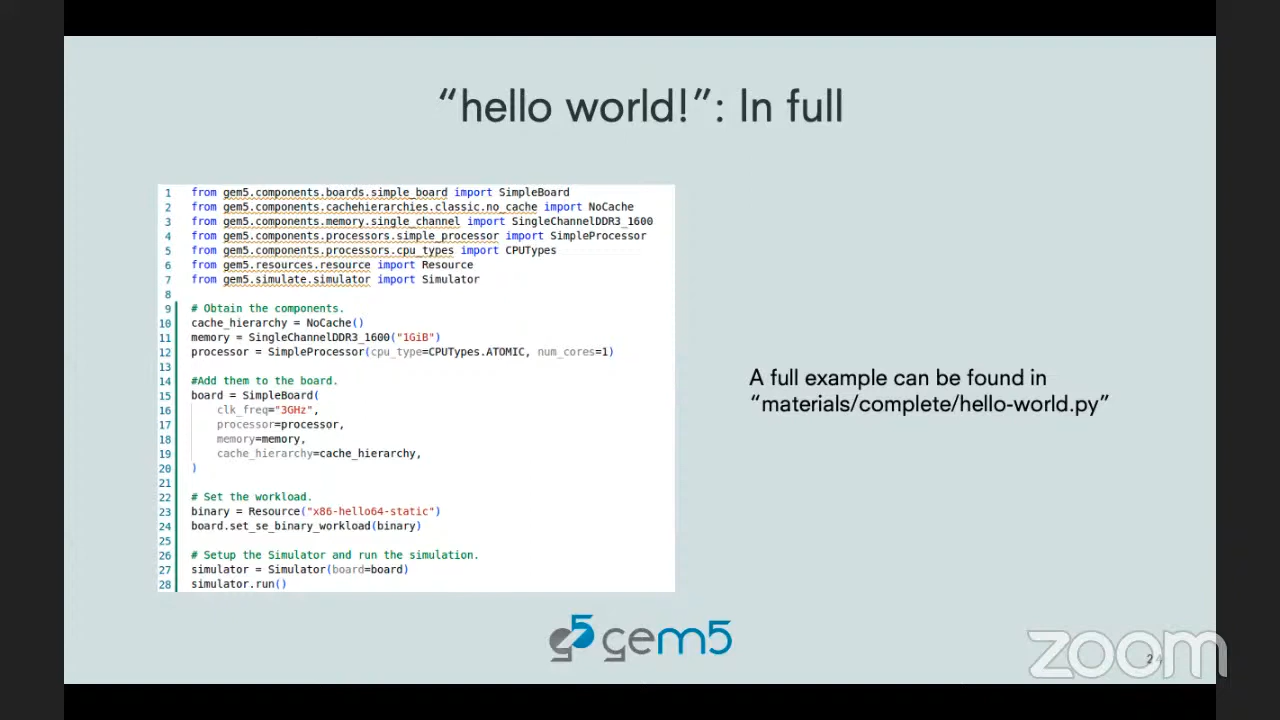 “hello world!”: In full
1 from gem5.components.boards.simple_board import SimpleBoard
2 from gem5.components.cachehierarchies.classic.no_cache import NoCache
3 from gem5.components.memory.single_channel import SingleChannelDDR3_1600
4 from gem5.components.processors.simple_processor import SimpleProcessor
5 from gem5.components.processors.cpu_types import CPUTypes
6 from gem5.resources.resource import Resource
7 from gem5.simulate.simulator import Simulator
8
9 # Obtain the components.
10 cache_hierarchy = NoCache()
11 memory = SingleChannelDDR3_1600("1GiB")
12 processor = SimpleProcessor(cpu_type=CPUTypes.ATOMIC, num_cores=1)
13
14 #Add them to the board.
15 board = SimpleBoard(
16     clk_freq="3GHz",
17     processor=processor,
18     memory=memory,
19     cache_hierarchy=cache_hierarchy,
20 )
21
22 # Set the workload.
23 binary = Resource("x86-hello64-static")
24 board.set_se_binary_workload(binary)
25
26 # Setup the Simulator and run the simulation.
27 simulator = Simulator(board=board)
28 simulator.run()
A full example can be found in
“materials/complete/hello-world.py”
g5 gem5
zoom